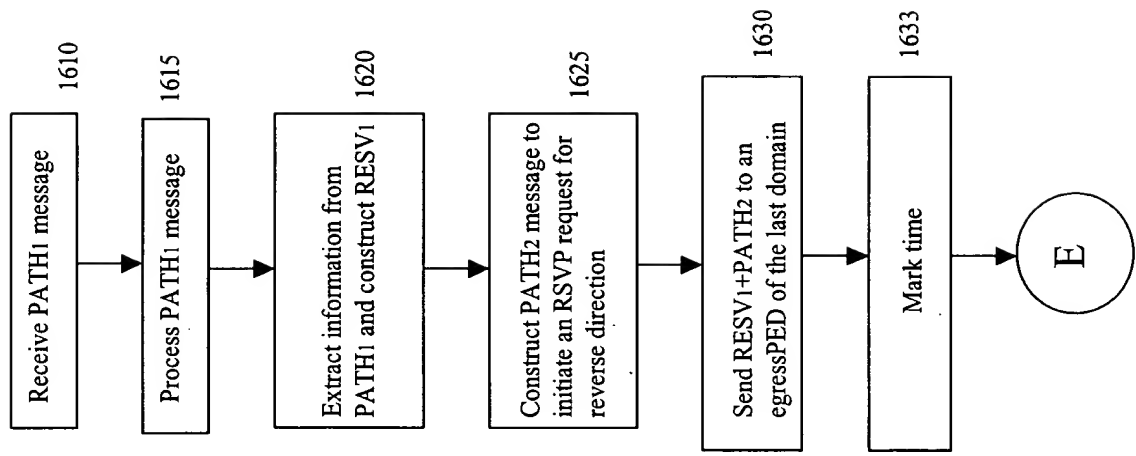 Receive PATH1 message
1610
Process PATH1 message
1615
Extract information from
PATH1 and construct RESV1
1620
Construct PATH2 message to
initiate an RSVP request for
reverse direction
1625
Send RESV1+PATH2 to an
egressPED of the last domain
1630
Mark time
1633
E